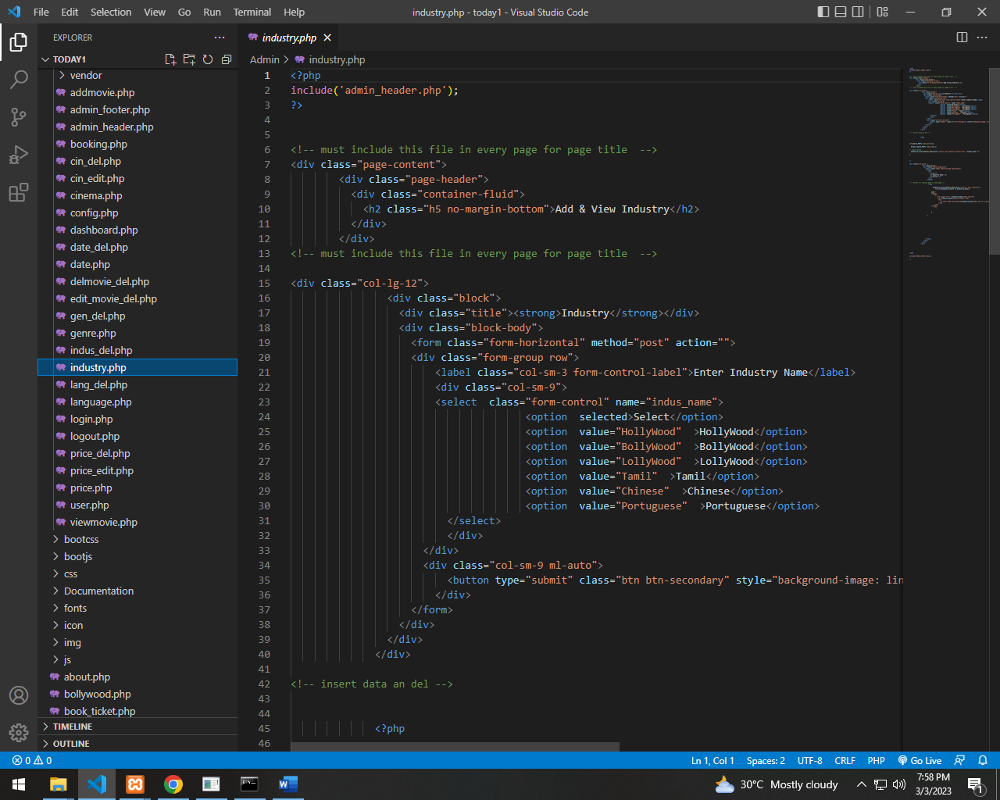 File Edit Selection View Go Run Terminal Help
industry.php - today1 - Visual Studio Code
EXPLORER
TODAY1
vendor
addmovie.php
admin_footer.php
admin_header.php
booking.php
cin_del.php
cin_edit.php
cinema.php
config.php
dashboard.php
date_del.php
date.php
delmovie_del.php
edit_movie_del.php
gen_del.php
genre.php
indus_del.php
industry.php
lang_del.php
language.php
login.php
logout.php
price_del.php
price_edit.php
price.php
user.php
viewmovie.php
bootcss
bootjs
css
Documentation
fonts
icon
img
js
about.php
bollywood.php
book_ticket.php
TIMELINE
OUTLINE
industry.php
Admin > industry.php
1 <?php
2 include('admin_header.php');
3 ?>
4
5
6 <!-- must include this file in every page for page title  -->
7 <div class="page-content">
8 <div class="page-header">
9 <div class="container-fluid">
10 <h2 class="h5 no-margin-bottom">Add & View Industry</h2>
11 </div>
12 </div>
13 <!-- must include this file in every page for page title  -->
14
15 <div class="col-lg-12">
16 <div class="block">
17 <div class="title"><strong>Industry</strong></div>
18 <div class="block-body">
19 <form class="form-horizontal" method="post" action="">
20 <div class="form-group row">
21 <label class="col-sm-3 form-control-label">Enter Industry Name</label>
22 <div class="col-sm-9">
23 <select  class="form-control" name="indus_name">
24 <option  selected>Select</option>
25 <option  value="HollyWood"  >HollyWood</option>
26 <option  value="BollyWood"  >BollyWood</option>
27 <option  value="LollyWood"  >LollyWood</option>
28 <option  value="Tamil"  >Tamil</option>
29 <option  value="Chinese"  >Chinese</option>
30 <option  value="Portuguese"  >Portuguese</option>
31 </select>
32 </div>
33 </div>
34 <div class="col-sm-9 ml-auto">
35 <button type="submit" class="btn btn-secondary" style="background-image: lin
36 </div>
37 </form>
38 </div>
39 </div>
40 </div>
41
42 <!-- insert data an del -->
43
44
45 <?php
46
0 0 Ln 1, Col 1 Spaces: 2 UTF-8 CRLF PHP Go Live
30°C Mostly cloudy
7:58 PM
3/3/2023
1